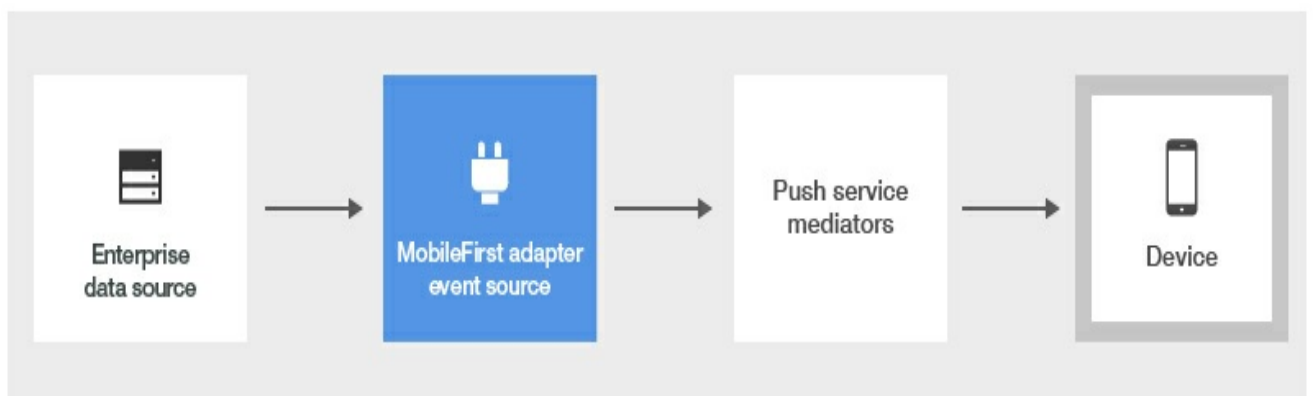 Enterprise
data source
MobileFirst adapter
event source
Push service
mediators
Device